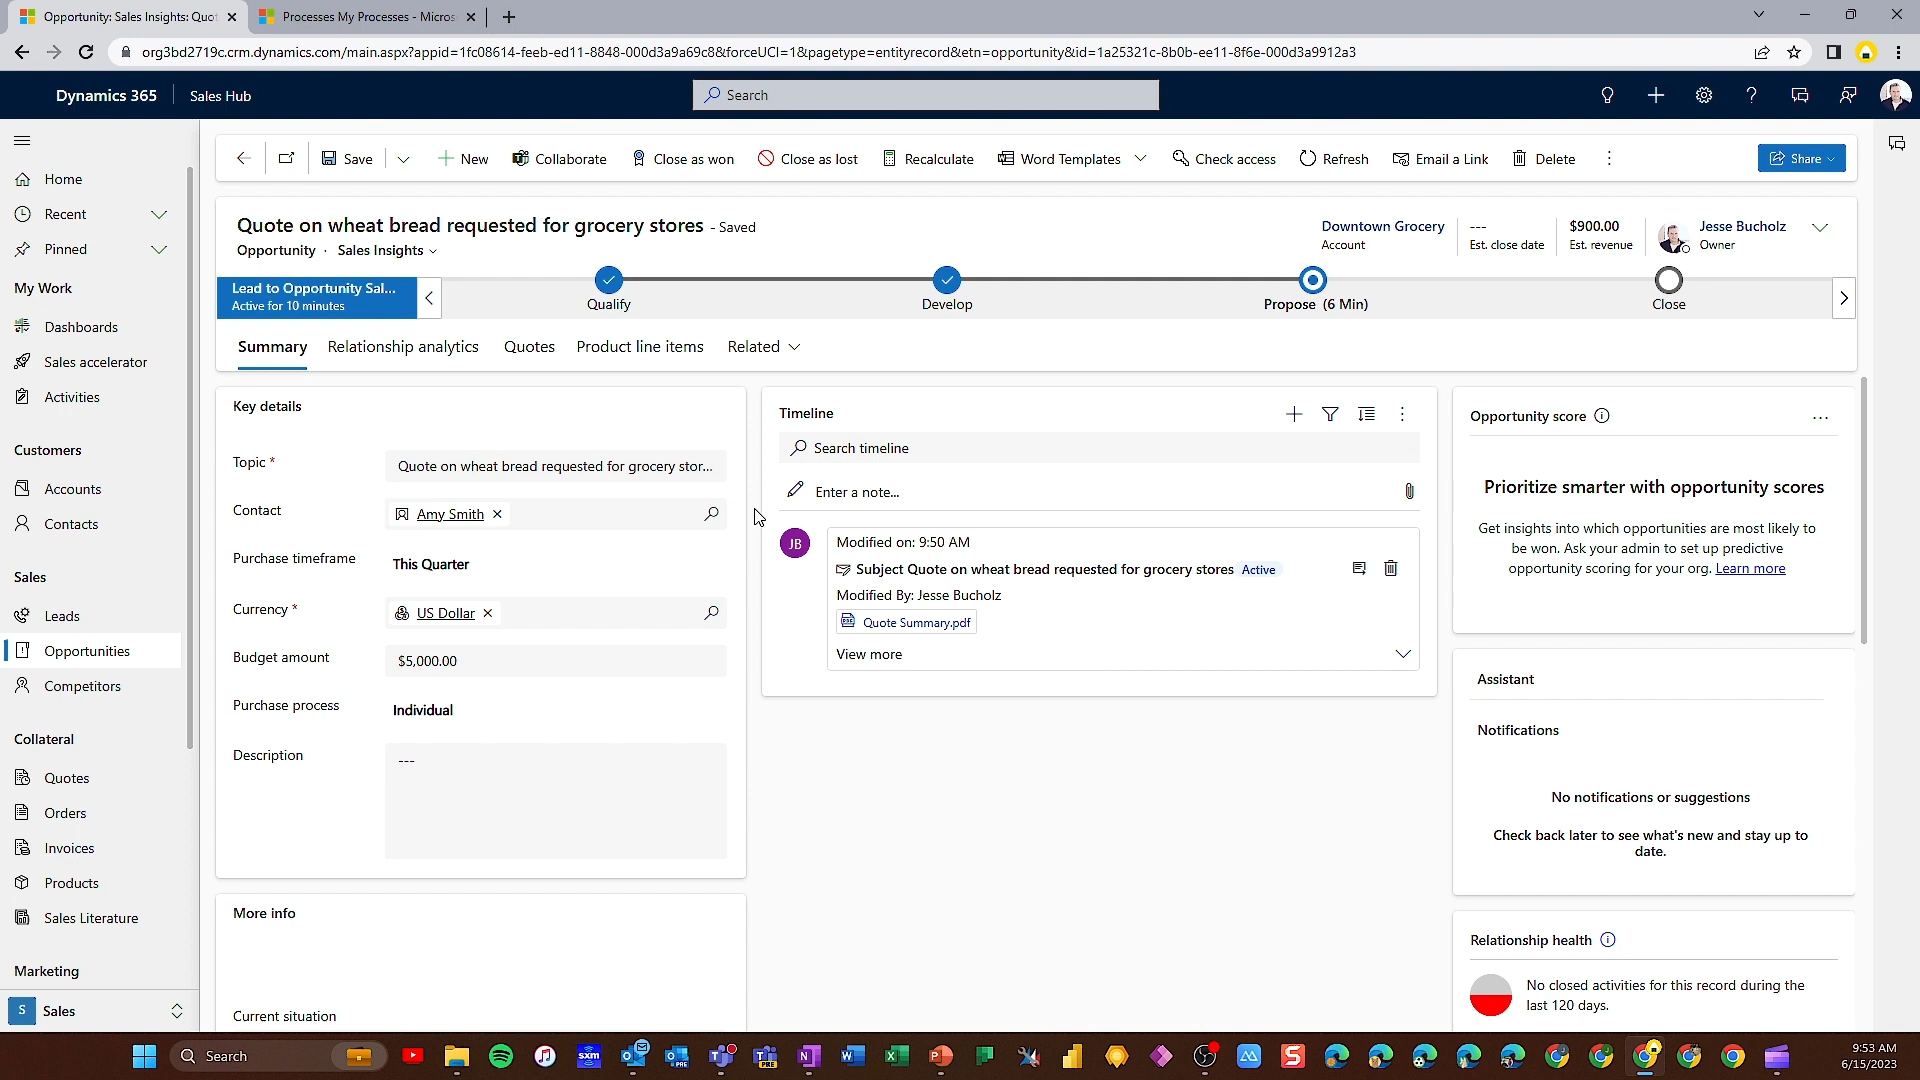 Opportunity: Sales Insights: Quot
Processes My Processes - Micros
org3bd2719c.crm.dynamics.com/main.aspx?appid=1fc08614-feeb-ed11-8848-000d3a9a69c8&forceUCI=1&pagetype=entityrecord&etn=opportunity&id=1a25321c-8b0b-ee11-8f6e-000d3a9912a3
Dynamics 365
Sales Hub
Search
Save
New
Collaborate
Close as won
Close as lost
Recalculate
Word Templates
Check access
Refresh
Email a Link
Delete
Share
Home
Recent
Pinned
My Work
Dashboards
Sales accelerator
Activities
Customers
Accounts
Contacts
Sales
Leads
Opportunities
Competitors
Collateral
Quotes
Orders
Invoices
Products
Sales Literature
Marketing
S
Sales
Quote on wheat bread requested for grocery stores - Saved
Opportunity · Sales Insights
Downtown Grocery
Account
---
Est. close date
$900.00
Est. revenue
Jesse Bucholz
Owner
Lead to Opportunity Sal...
Active for 10 minutes
Qualify
Develop
Propose (6 Min)
Close
Summary
Relationship analytics
Quotes
Product line items
Related
Key details
Topic *
Quote on wheat bread requested for grocery stor...
Contact
Amy Smith
Purchase timeframe
This Quarter
Currency *
US Dollar
Budget amount
$5,000.00
Purchase process
Individual
Description
---
More info
Current situation
Timeline
Search timeline
Enter a note...
JB
Modified on: 9:50 AM
Subject Quote on wheat bread requested for grocery stores Active
Modified By: Jesse Bucholz
Quote Summary.pdf
View more
Opportunity score
Prioritize smarter with opportunity scores
Get insights into which opportunities are most likely to
be won. Ask your admin to set up predictive
opportunity scoring for your org. Learn more
Assistant
Notifications
No notifications or suggestions
Check back later to see what's new and stay up to
date.
Relationship health
No closed activities for this record during the
last 120 days.
Search
sxm
PRE
PRE
9:53 AM
6/15/2023